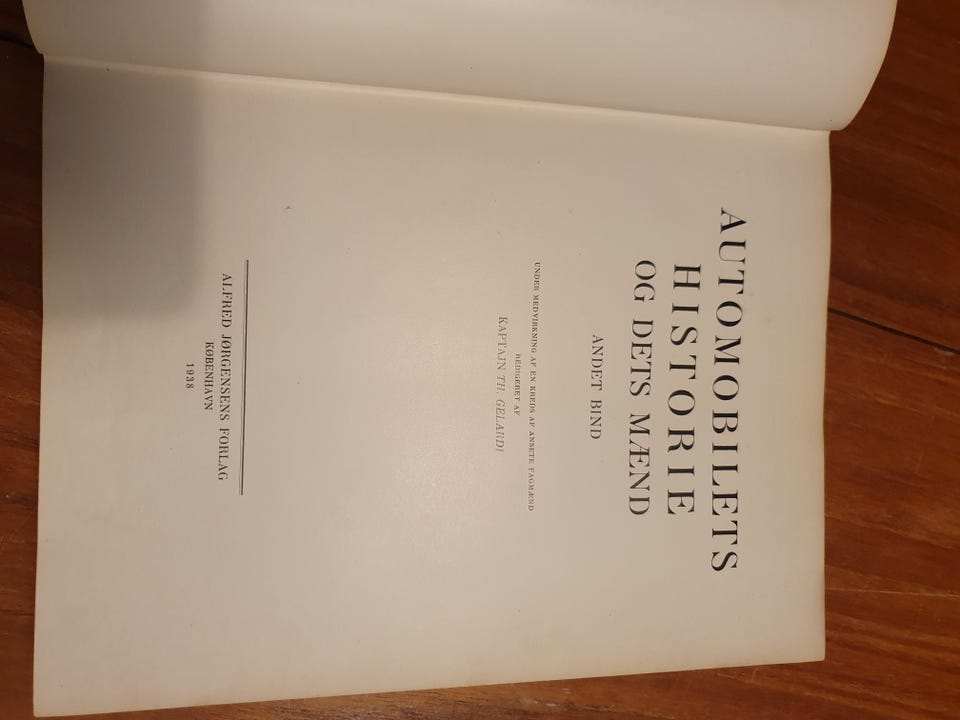 AUTOMOBILETS
HISTORIE
OG DETS MÆND
ANDET BIND
UNDER MEDVIRKNING AF EN KREDS AF ANSETE FAGMÆND
REDIGERET AF
KAPTAJN TH. GELARDI
ALFRED JØRGENSENS FORLAG
KØBENHAVN
1938